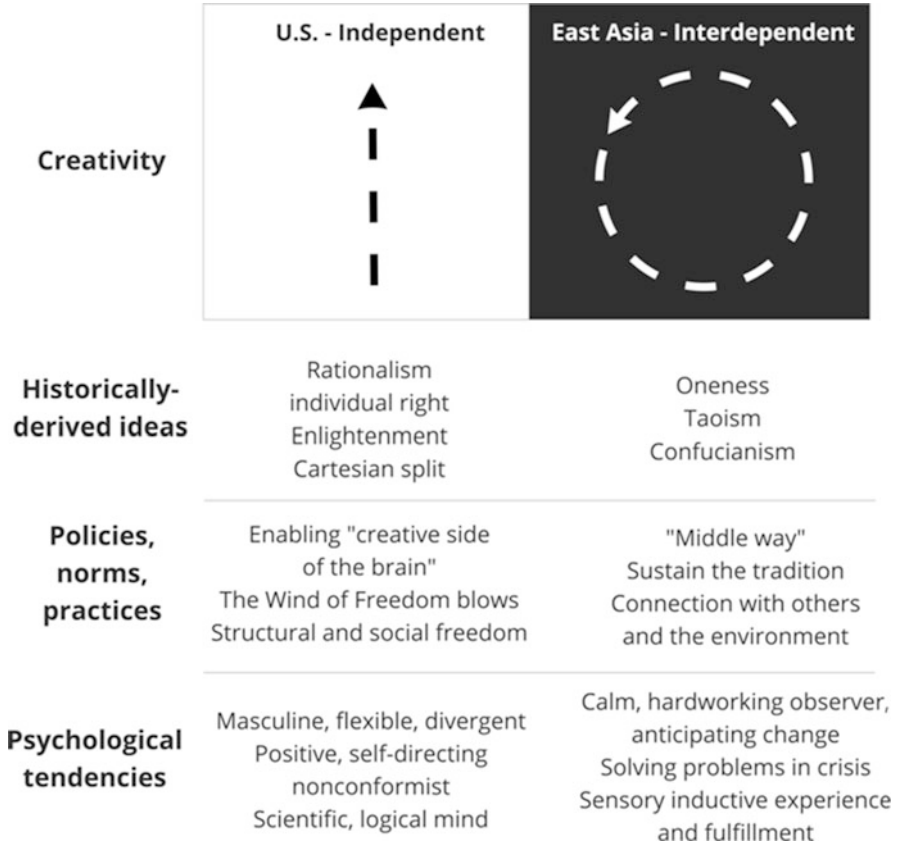 U.S. - Independent
East Asia - Interdependent
Creativity
Historically-
derived ideas
Rationalism
individual right
Enlightenment
Cartesian split
Oneness
Taoism
Confucianism
Policies,
norms,
practices
Enabling "creative side
of the brain"
The Wind of Freedom blows
Structural and social freedom
"Middle way"
Sustain the tradition
Connection with others
and the environment
Psychological
tendencies
Masculine, flexible, divergent
Positive, self-directing
nonconformist
Scientific, logical mind
Calm, hardworking observer,
anticipating change
Solving problems in crisis
Sensory inductive experience
and fulfillment